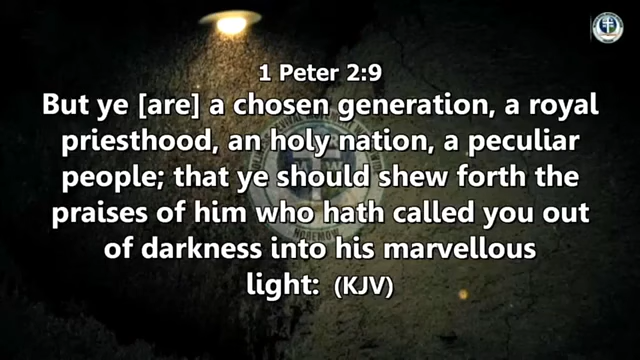 1 Peter 2:9
But ye [are] a chosen generation, a royal
priesthood, an holy nation, a peculiar
people; that ye should shew forth the
praises of him who hath called you out
of darkness into his marvellous
light: (KJV)